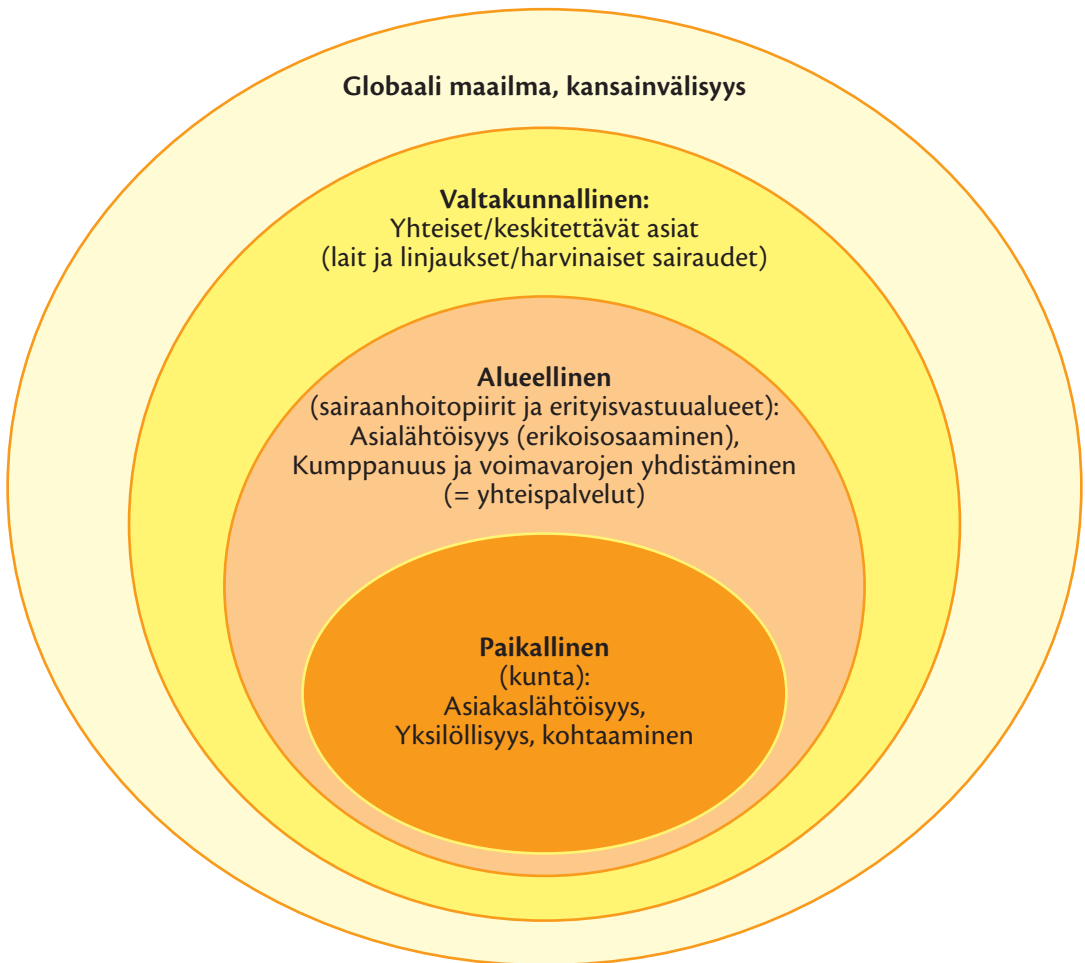 Globaali maailma, kansainvälisyys
Valtakunnallinen:
Yhteiset/keskitettävät asiat
(lait ja linjaukset/harvinaiset sairaudet)
Alueellinen
(sairaanhoitopiirit ja erityisvastuualueet):
Asialähtöisyys (erikoisosaaminen),
Kumppanuus ja voimavarojen yhdistäminen
(= yhteispalvelut)
Paikallinen
(kunta):
Asiakaslähtöisyys,
Yksilöllisyys, kohtaaminen